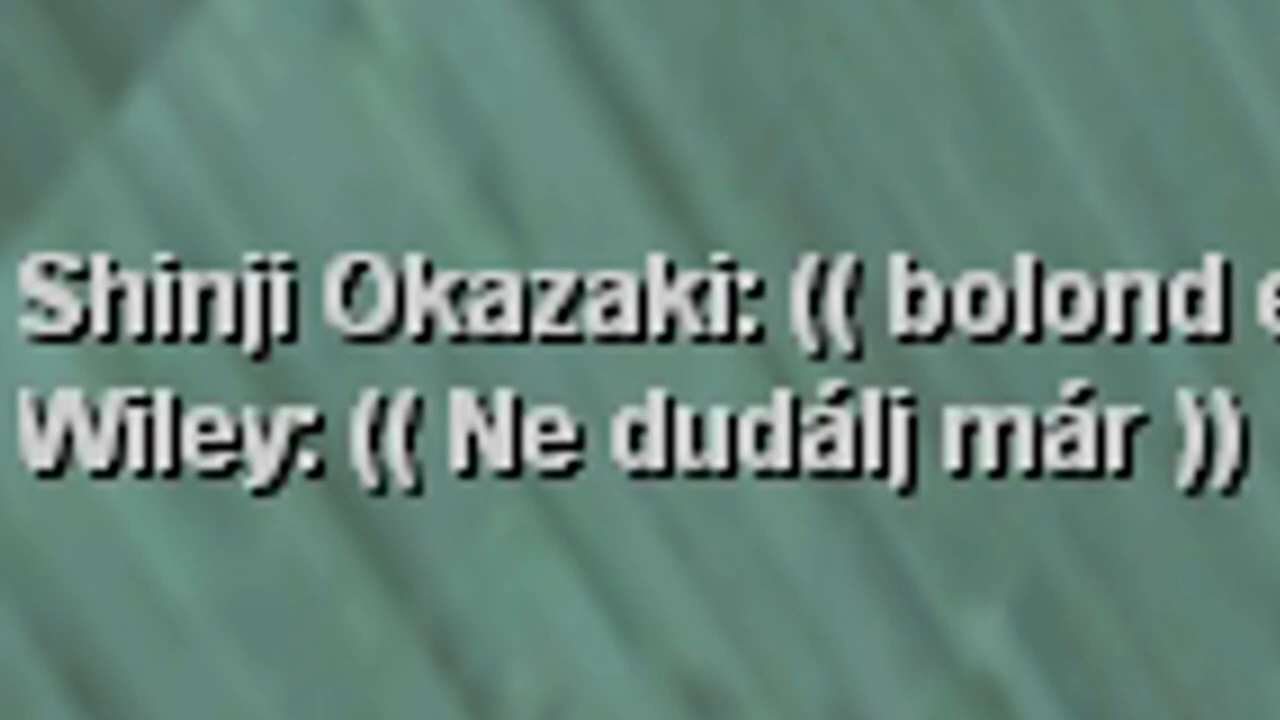 Shinji Okazaki: (( bolond
Wiley: (( Ne dudálj már ))